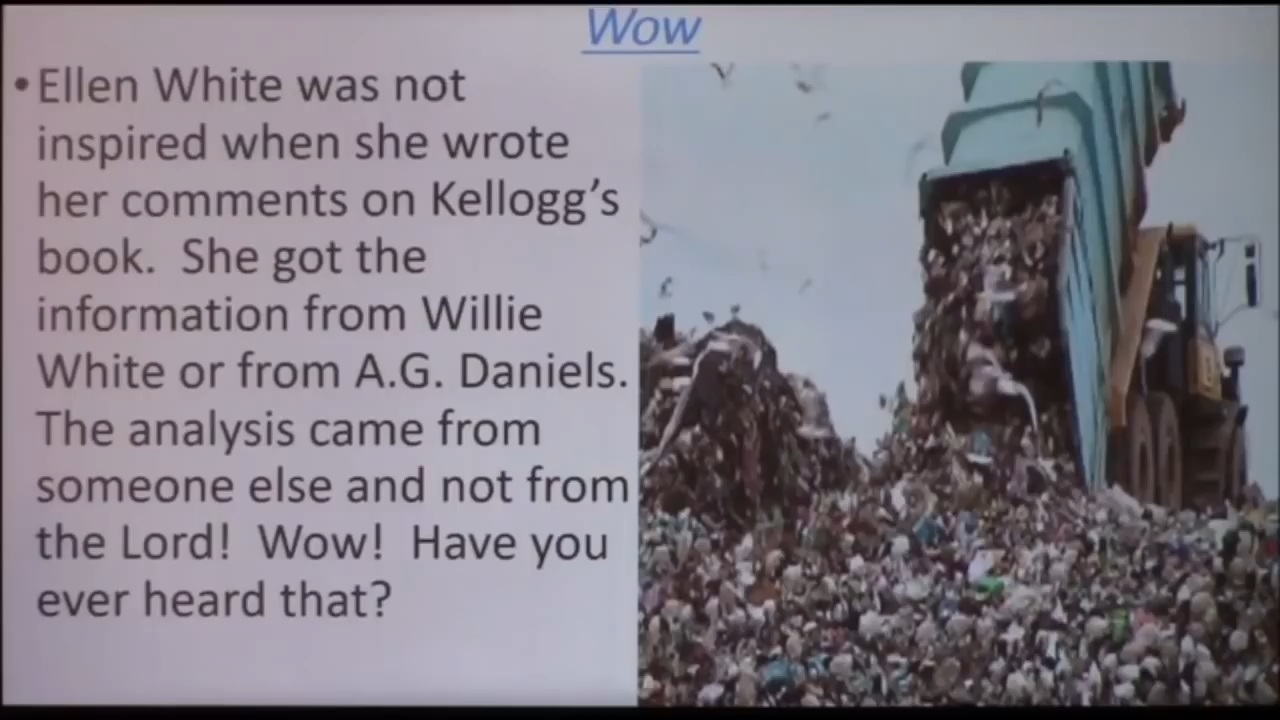 Wow
•Ellen White was not
inspired when she wrote
her comments on Kellogg’s
book.  She got the
information from Willie
White or from A.G. Daniels.
The analysis came from
someone else and not from
the Lord!  Wow!  Have you
ever heard that?